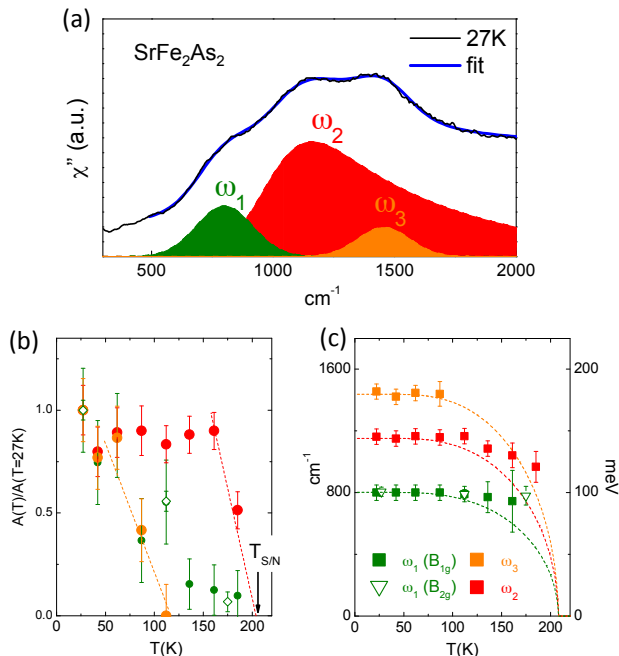 (a)
SrFe₂As₂
27K
fit
χ" (a.u.)
ω₁
ω₂
ω₃
500 1000 1500 2000
cm⁻¹
(b)
A(T)/A(T=27K)
1.0
0.5
0.0
T_S/N
0 50 100 150 200
T(K)
(c)
cm⁻¹
1600
800
0
200
100
0
meV
ω₁ (B₁g)
ω₁ (B₂g)
ω₃
ω₂
0 50 100 150 200
T(K)